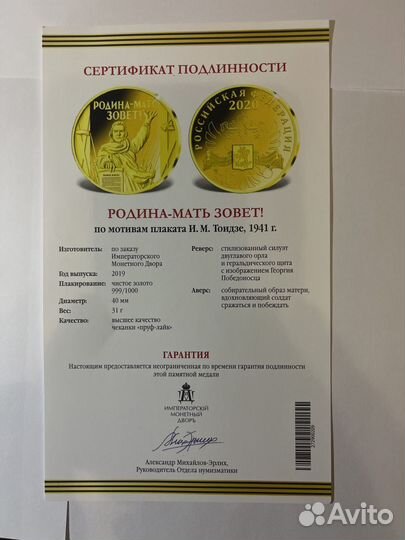 СЕРТИФИКАТ ПОДЛИННОСТИ
РОДИНА-МАТЬ
ЗОВЕТ!
РОССИЙСКАЯ ФЕДЕРАЦИЯ
2020
РОДИНА-МАТЬ ЗОВЕТ!
по мотивам плаката И. М. Тоидзе, 1941 г.
Изготовитель: по заказу
Императорского
Монетного Двора
Год выпуска: 2019
Плакирование: чистое золото
999/1000
Диаметр: 40 мм
Вес: 31 г
Качество: высшее качество
чеканки «пруф-лайк»
Реверс: стилизованный силуэт
двуглавого орла
и геральдического щита
с изображением Георгия
Победоносца
Аверс: собирательный образ матери,
вдохновляющий солдат
сражаться и побеждать
ГАРАНТИЯ
Настоящим предоставляется неограниченная по времени гарантия подлинности
этой памятной медали
ИМПЕРАТОРСКIЙ
МОНЕТНЫЙ
ДВОРЪ
Александр Михайлов-Эрлих,
Руководитель Отдела нумизматики
Avito